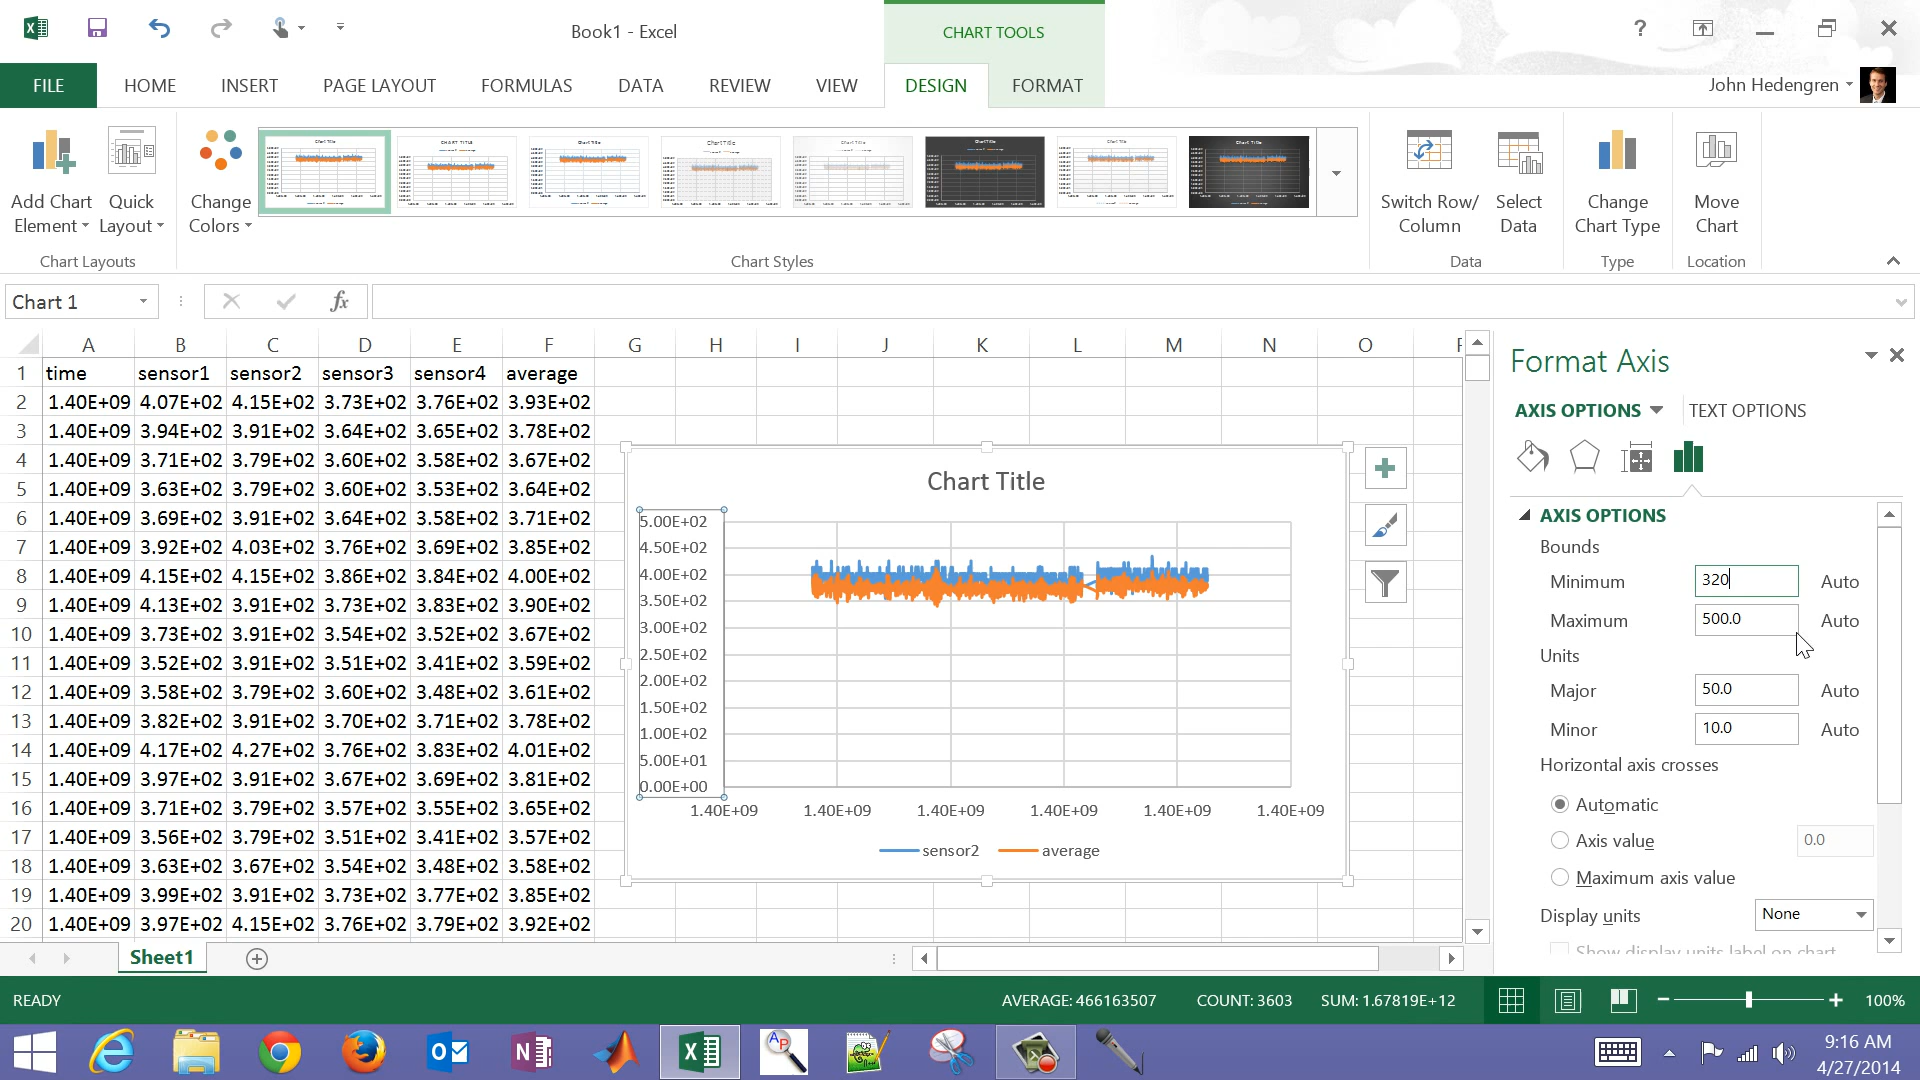 Book1 - Excel
CHART TOOLS
?
FILE
HOME
INSERT
PAGE LAYOUT
FORMULAS
DATA
REVIEW
VIEW
DESIGN
FORMAT
John Hedengren
Add Chart
Element
Quick
Layout
Change
Colors
Switch Row/
Column
Select
Data
Change
Chart Type
Move
Chart
Chart Layouts
Chart Styles
Data
Type
Location
Chart 1
fx
A B C D E F G H I J K L M N O
1 time sensor1 sensor2 sensor3 sensor4 average
2 1.40E+09 4.07E+02 4.15E+02 3.73E+02 3.76E+02 3.93E+02
3 1.40E+09 3.94E+02 3.91E+02 3.64E+02 3.65E+02 3.78E+02
4 1.40E+09 3.71E+02 3.79E+02 3.60E+02 3.58E+02 3.67E+02
5 1.40E+09 3.63E+02 3.79E+02 3.60E+02 3.53E+02 3.64E+02
6 1.40E+09 3.69E+02 3.91E+02 3.64E+02 3.58E+02 3.71E+02
7 1.40E+09 3.92E+02 4.03E+02 3.76E+02 3.69E+02 3.85E+02
8 1.40E+09 4.15E+02 4.15E+02 3.86E+02 3.84E+02 4.00E+02
9 1.40E+09 4.13E+02 3.91E+02 3.73E+02 3.83E+02 3.90E+02
10 1.40E+09 3.73E+02 3.91E+02 3.54E+02 3.52E+02 3.67E+02
11 1.40E+09 3.52E+02 3.91E+02 3.51E+02 3.41E+02 3.59E+02
12 1.40E+09 3.58E+02 3.79E+02 3.60E+02 3.48E+02 3.61E+02
13 1.40E+09 3.82E+02 3.91E+02 3.70E+02 3.71E+02 3.78E+02
14 1.40E+09 4.17E+02 4.27E+02 3.76E+02 3.83E+02 4.01E+02
15 1.40E+09 3.97E+02 3.91E+02 3.67E+02 3.69E+02 3.81E+02
16 1.40E+09 3.71E+02 3.79E+02 3.57E+02 3.55E+02 3.65E+02
17 1.40E+09 3.56E+02 3.79E+02 3.51E+02 3.41E+02 3.57E+02
18 1.40E+09 3.63E+02 3.67E+02 3.54E+02 3.48E+02 3.58E+02
19 1.40E+09 3.99E+02 3.91E+02 3.73E+02 3.77E+02 3.85E+02
20 1.40E+09 3.97E+02 4.15E+02 3.76E+02 3.79E+02 3.92E+02
Chart Title
5.00E+02
4.50E+02
4.00E+02
3.50E+02
3.00E+02
2.50E+02
2.00E+02
1.50E+02
1.00E+02
5.00E+01
0.00E+00
1.40E+09 1.40E+09 1.40E+09 1.40E+09 1.40E+09 1.40E+09
sensor2 average
Format Axis
AXIS OPTIONS
TEXT OPTIONS
AXIS OPTIONS
Bounds
Minimum 320 Auto
Maximum 500.0 Auto
Units
Major 50.0 Auto
Minor 10.0 Auto
Horizontal axis crosses
Automatic
Axis value 0.0
Maximum axis value
Display units None
Show display units label on chart
Sheet1
READY
AVERAGE: 466163507
COUNT: 3603
SUM: 1.67819E+12
100%
9:16 AM
4/27/2014